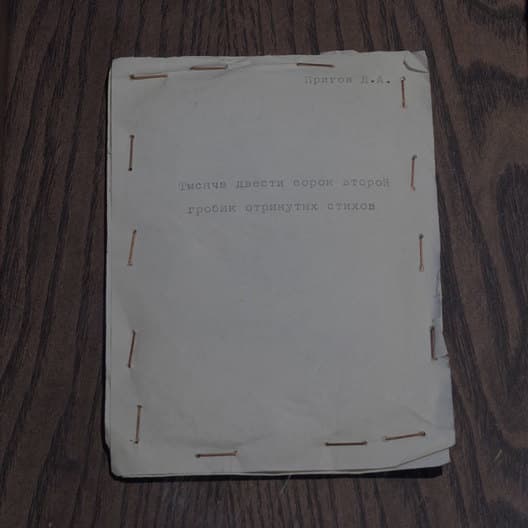 Пригов Д.А.
Тысяча двести сорок второй
гробик отринутых стихов